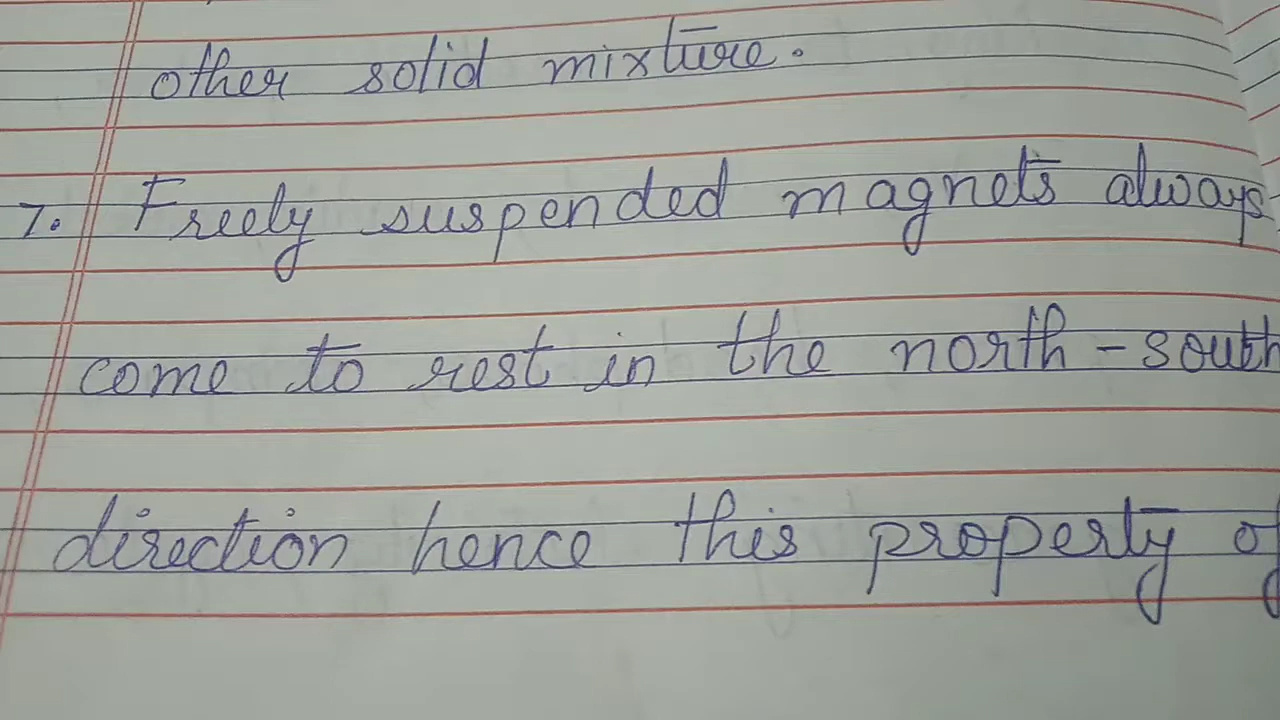 other solid mixture.
7. Freely suspended magnets always
come to rest in the north-south
direction hence this property of